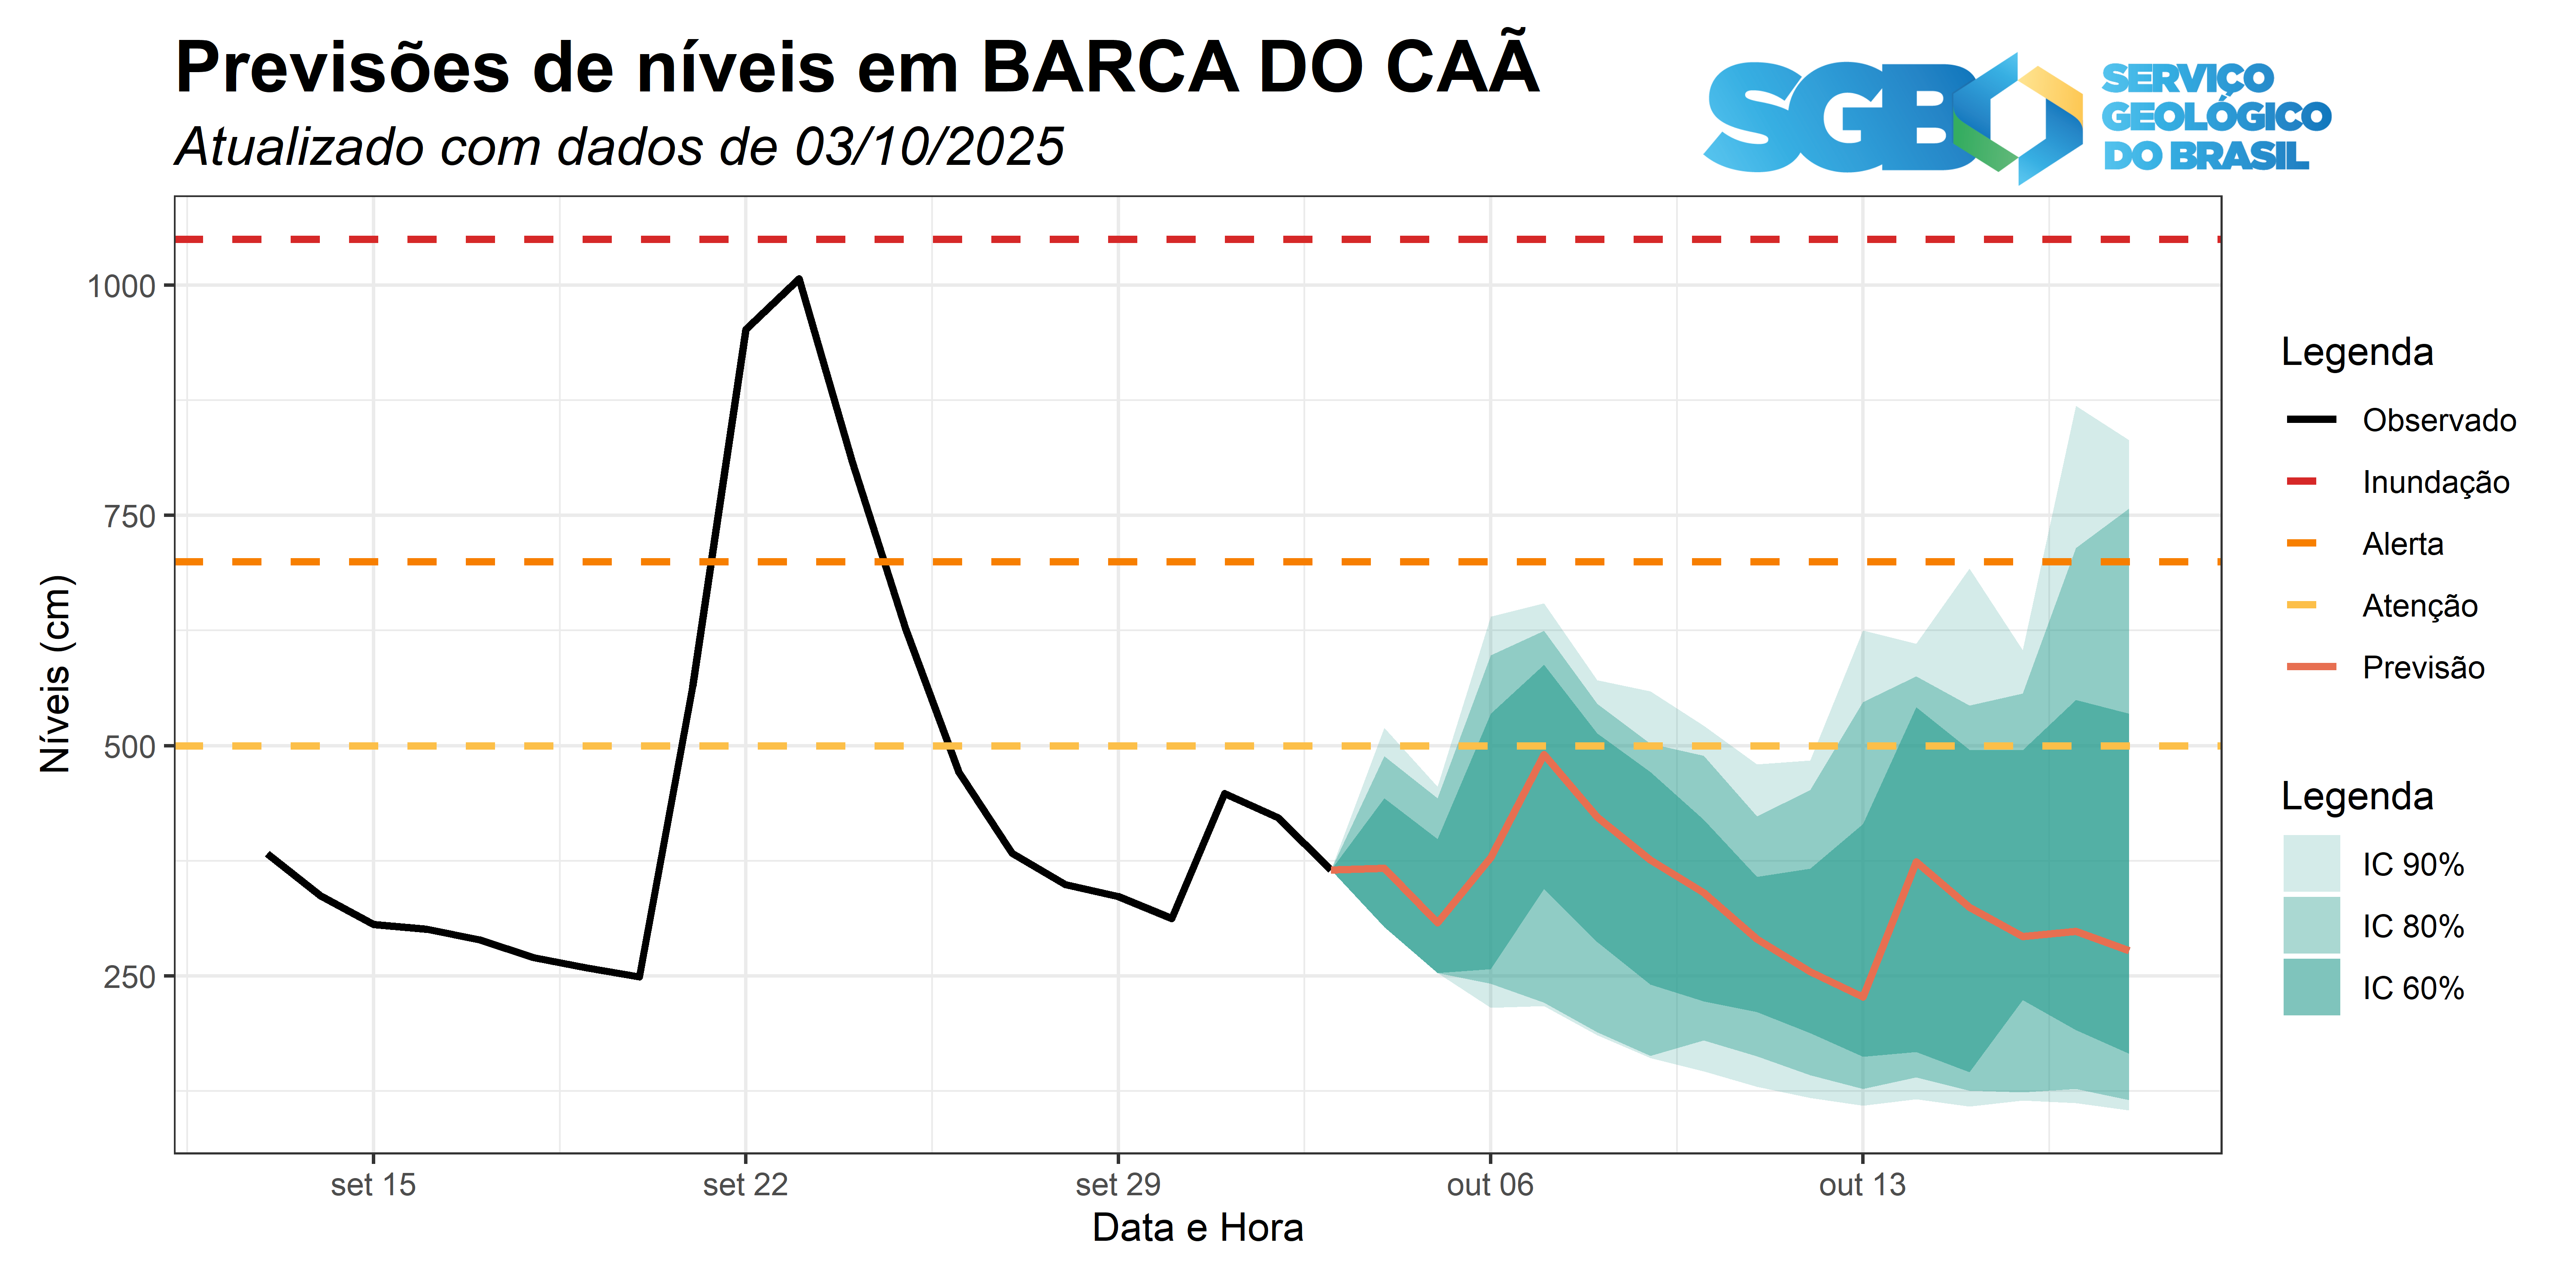 Previsões de níveis em BARCA DO CAÃ
Atualizado com dados de 03/10/2025
SGB
SERVIÇO
GEOLÓGICO
DO BRASIL
Níveis (cm)
1000
750
500
250
set 15
set 22
set 29
out 06
out 13
Data e Hora
Legenda
Observado
Inundação
Alerta
Atenção
Previsão
Legenda
IC 90%
IC 80%
IC 60%